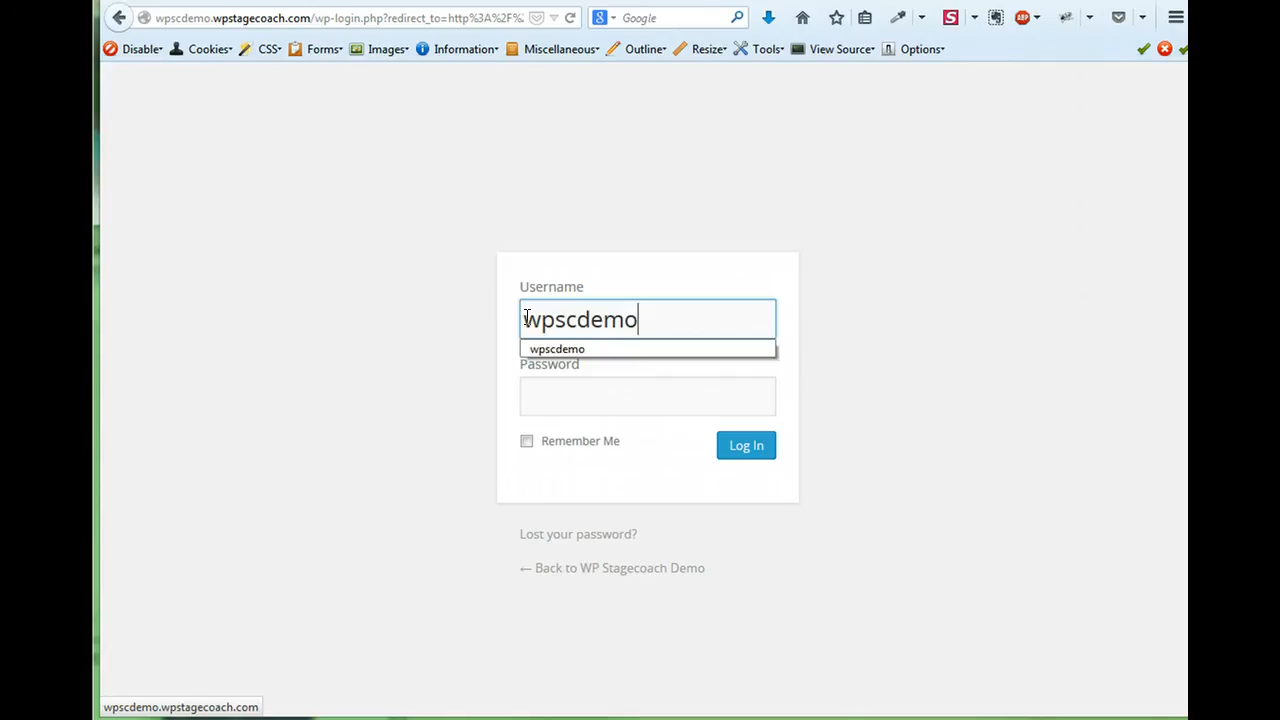 wpscdemo.wpstagecoach.com/wp-login.php?redirect_to=http%3A%2F%2
Google
ABP
Disable
Cookies
CSS
Forms
Images
Information
Miscellaneous
Outline
Resize
Tools
View Source
Options
Username
wpscdemo
wpscdemo
Password
Remember Me
Log In
Lost your password?
← Back to WP Stagecoach Demo
wpscdemo.wpstagecoach.com